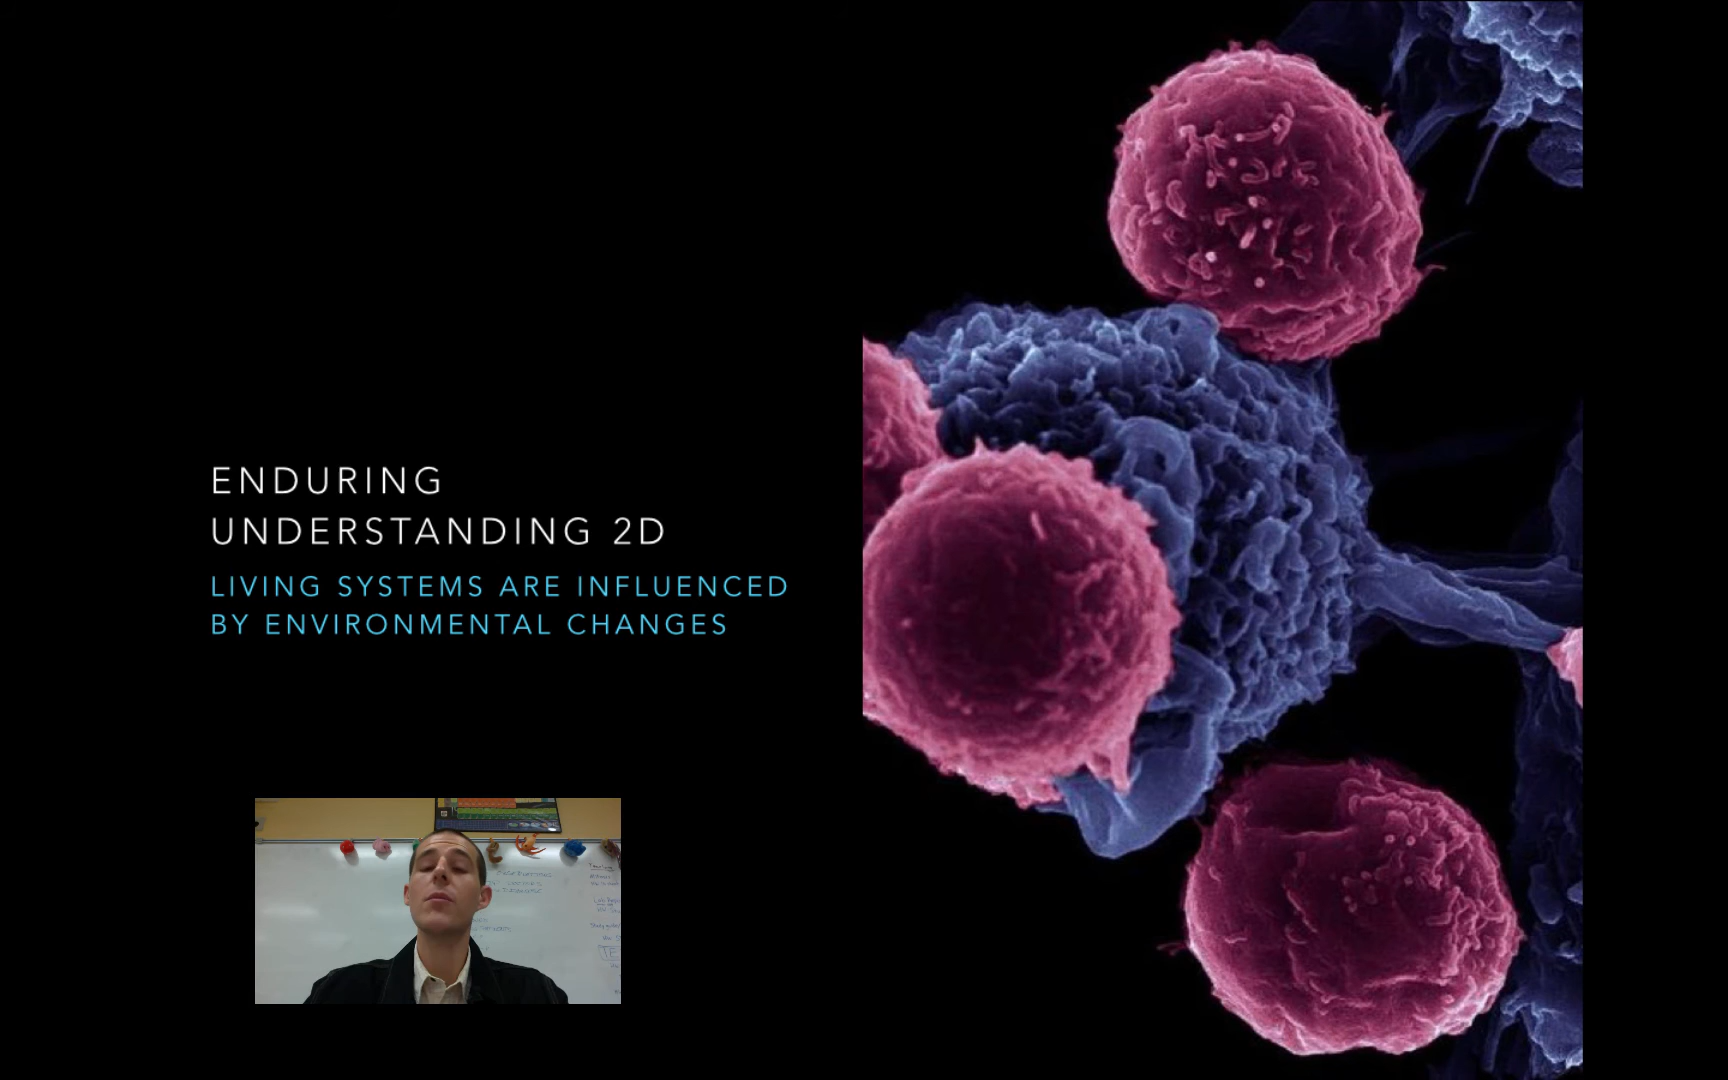 ENDURING
UNDERSTANDING 2D
LIVING SYSTEMS ARE INFLUENCED
BY ENVIRONMENTAL CHANGES